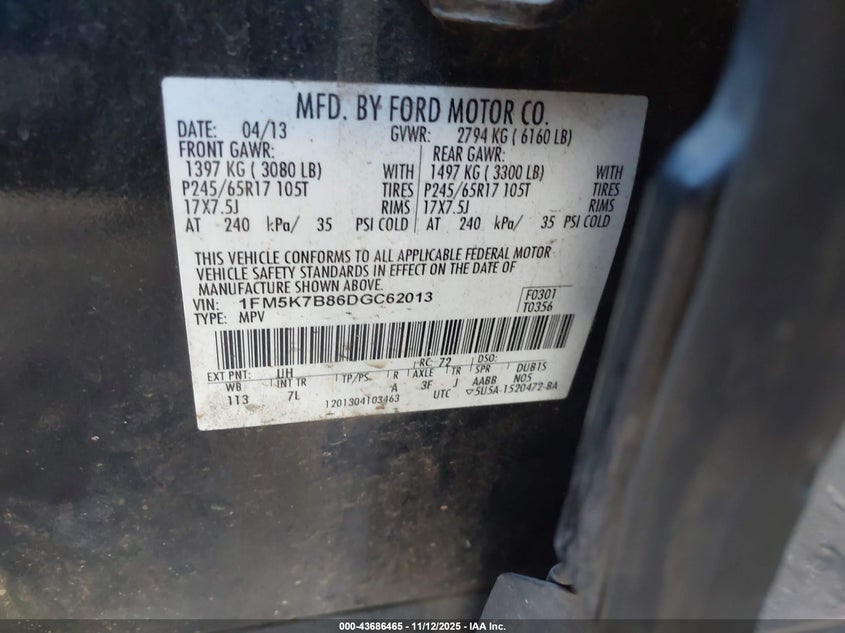 MFD. BY FORD MOTOR CO.
DATE: 04/13 GVWR: 2794 KG ( 6160 LB)
FRONT GAWR: REAR GAWR:
1397 KG ( 3080 LB) WITH 1497 KG ( 3300 LB) WITH
P245/65R17 105T TIRES P245/65R17 105T TIRES
17X7.5J RIMS 17X7.5J RIMS
AT 240 kPa/ 35 PSI COLD AT 240 kPa/ 35 PSI COLD
THIS VEHICLE CONFORMS TO ALL APPLICABLE FEDERAL MOTOR
VEHICLE SAFETY STANDARDS IN EFFECT ON THE DATE OF
MANUFACTURE SHOWN ABOVE.
VIN: 1FM5K7B86DGC62013 F0301
TYPE: MPV T0356
EXT PNT: UH RC: 72 DSO:
WB INT TR TP/PS R AXLE TR SPR DUB1S
113 7L A 3F J AABB N05
1201304103463 UTC ▽5U5A-1520472-BA
000-43686465 - 11/12/2025 - IAA Inc.